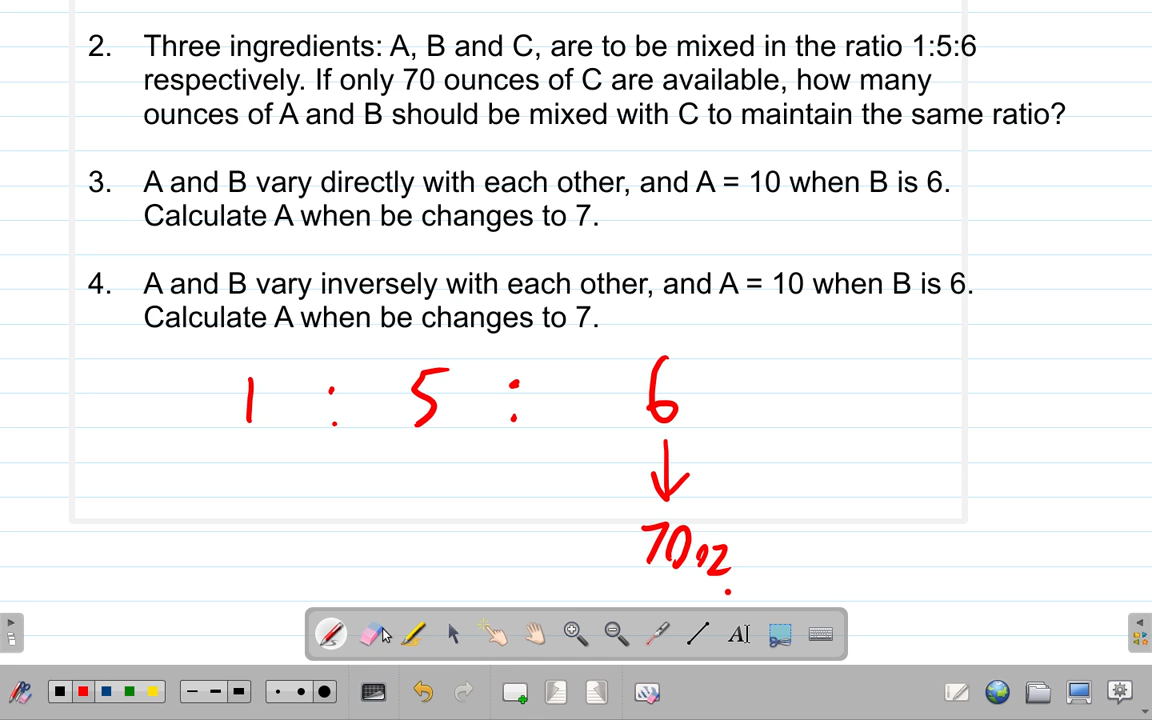 2. Three ingredients: A, B and C, are to be mixed in the ratio 1:5:6
respectively. If only 70 ounces of C are available, how many
ounces of A and B should be mixed with C to maintain the same ratio?
3. A and B vary directly with each other, and A = 10 when B is 6.
Calculate A when be changes to 7.
4. A and B vary inversely with each other, and A = 10 when B is 6.
Calculate A when be changes to 7.
1 : 5 : 6
70oz.